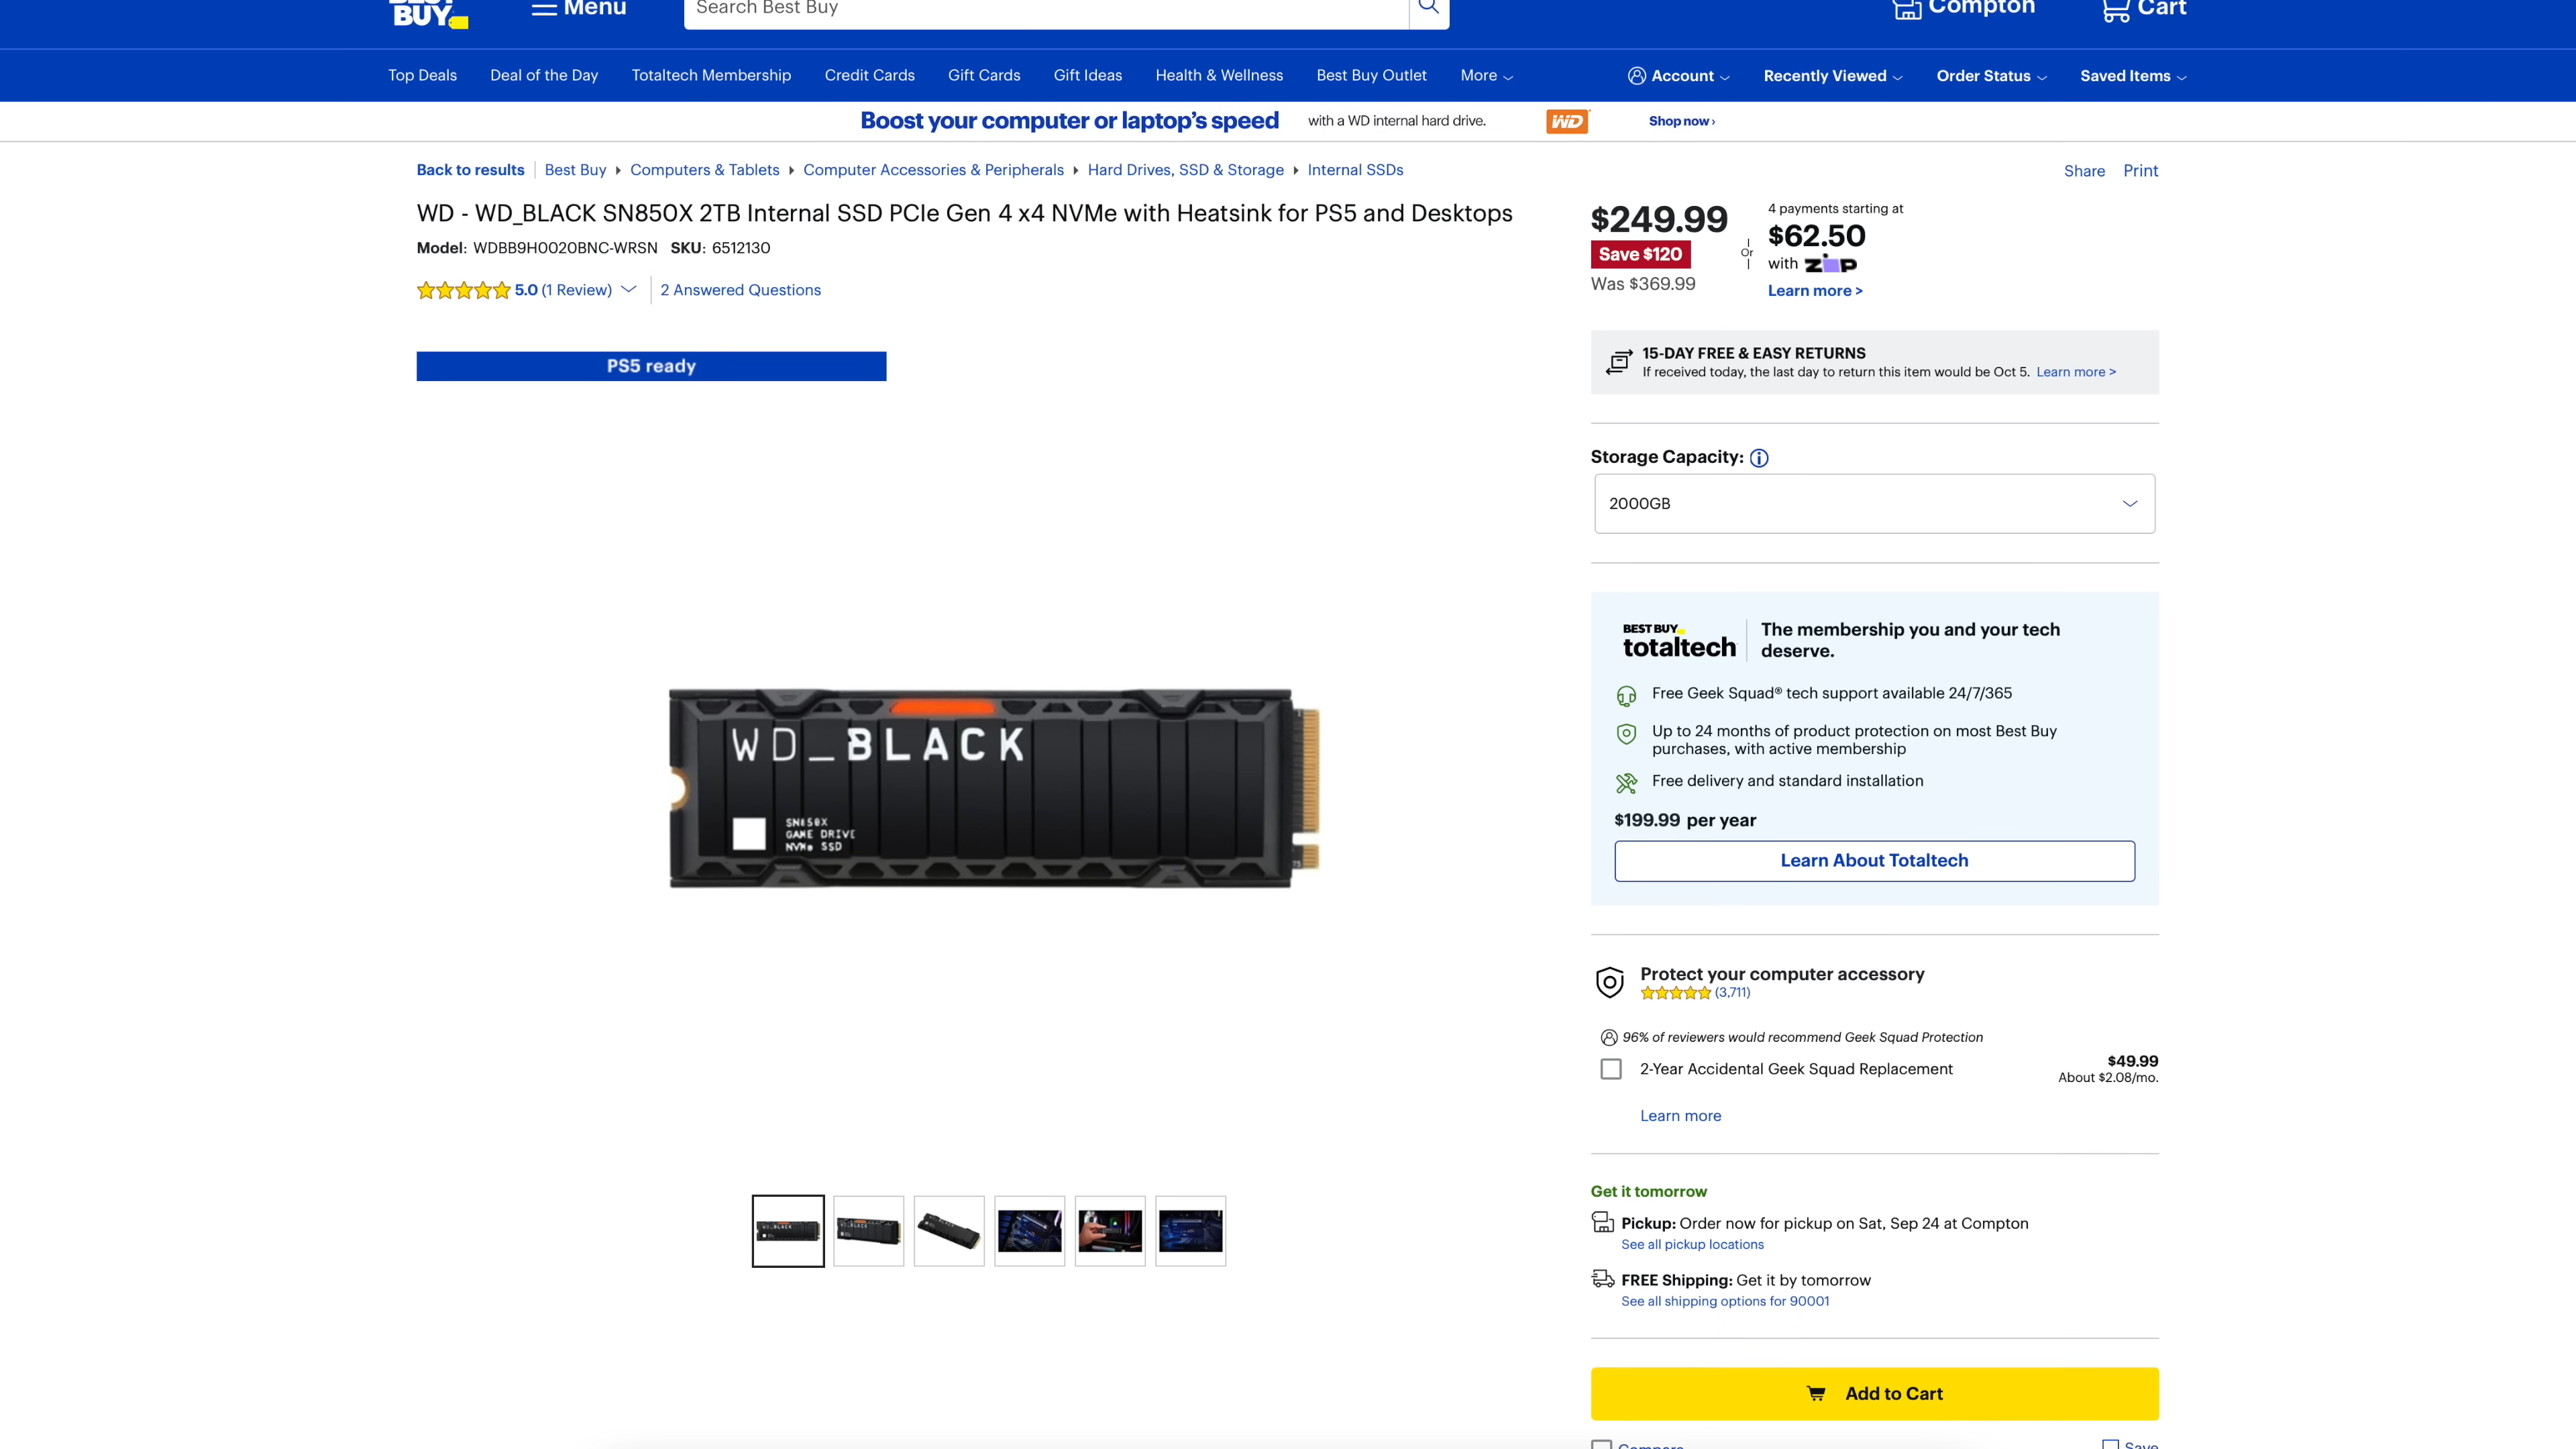 BEST
BUY
Menu
Search Best Buy
Compton
Cart
Top Deals
Deal of the Day
Totaltech Membership
Credit Cards
Gift Cards
Gift Ideas
Health & Wellness
Best Buy Outlet
More
Account
Recently Viewed
Order Status
Saved Items
Boost your computer or laptop's speed with a WD internal hard drive. WD Shop now ›
Back to results
Best Buy
Computers & Tablets
Computer Accessories & Peripherals
Hard Drives, SSD & Storage
Internal SSDs
Share
Print
WD - WD_BLACK SN850X 2TB Internal SSD PCIe Gen 4 x4 NVMe with Heatsink for PS5 and Desktops
Model: WDBB9H0020BNC-WRSN SKU: 6512130
5.0 (1 Review)
2 Answered Questions
PS5 ready
WD_BLACK
SN850X
GAME DRIVE
NVMe SSD
75
$249.99
Save $120
Was $369.99
Or
4 payments starting at
$62.50
with ZIP
Learn more >
15-DAY FREE & EASY RETURNS
If received today, the last day to return this item would be Oct 5. Learn more >
Storage Capacity:
2000GB
BEST BUY
totaltech
The membership you and your tech
deserve.
Free Geek Squad® tech support available 24/7/365
Up to 24 months of product protection on most Best Buy
purchases, with active membership
Free delivery and standard installation
$199.99 per year
Learn About Totaltech
Protect your computer accessory
(3,711)
96% of reviewers would recommend Geek Squad Protection
2-Year Accidental Geek Squad Replacement
$49.99
About $2.08/mo.
Learn more
Get it tomorrow
Pickup: Order now for pickup on Sat, Sep 24 at Compton
See all pickup locations
FREE Shipping: Get it by tomorrow
See all shipping options for 90001
Add to Cart
Compare
Save